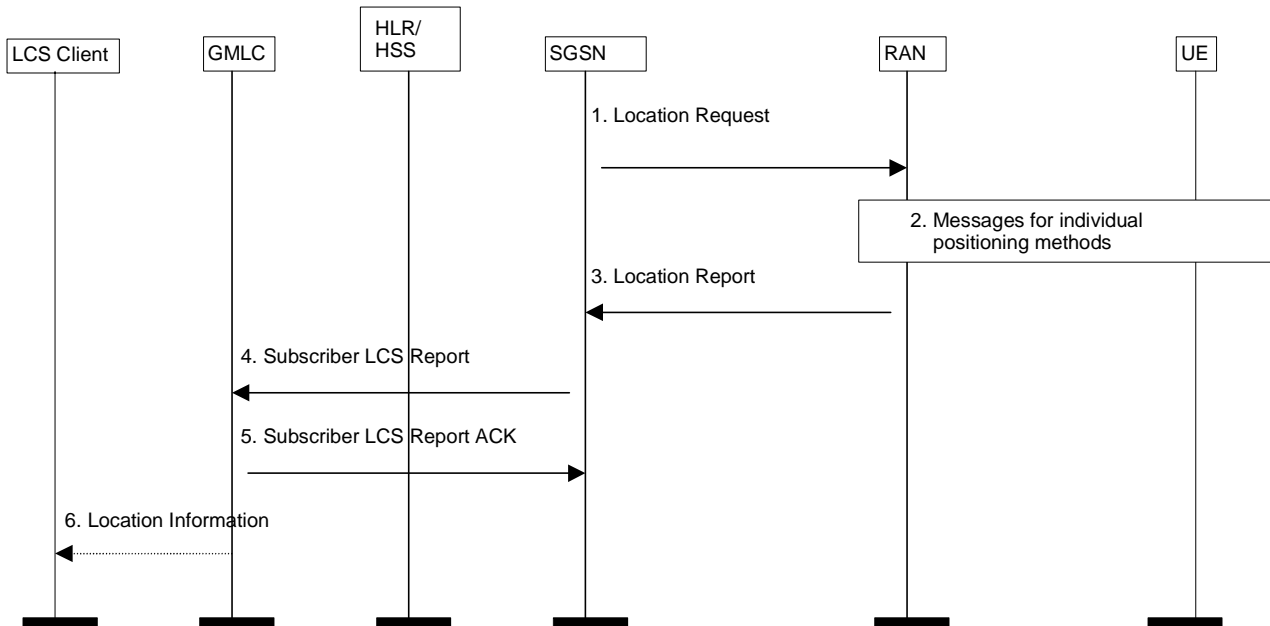 HLR/
HSS
LCS Client
GMLC
SGSN
RAN
UE
1. Location Request
2. Messages for individual
positioning methods
3. Location Report
4. Subscriber LCS Report
5. Subscriber LCS Report ACK
6. Location Information